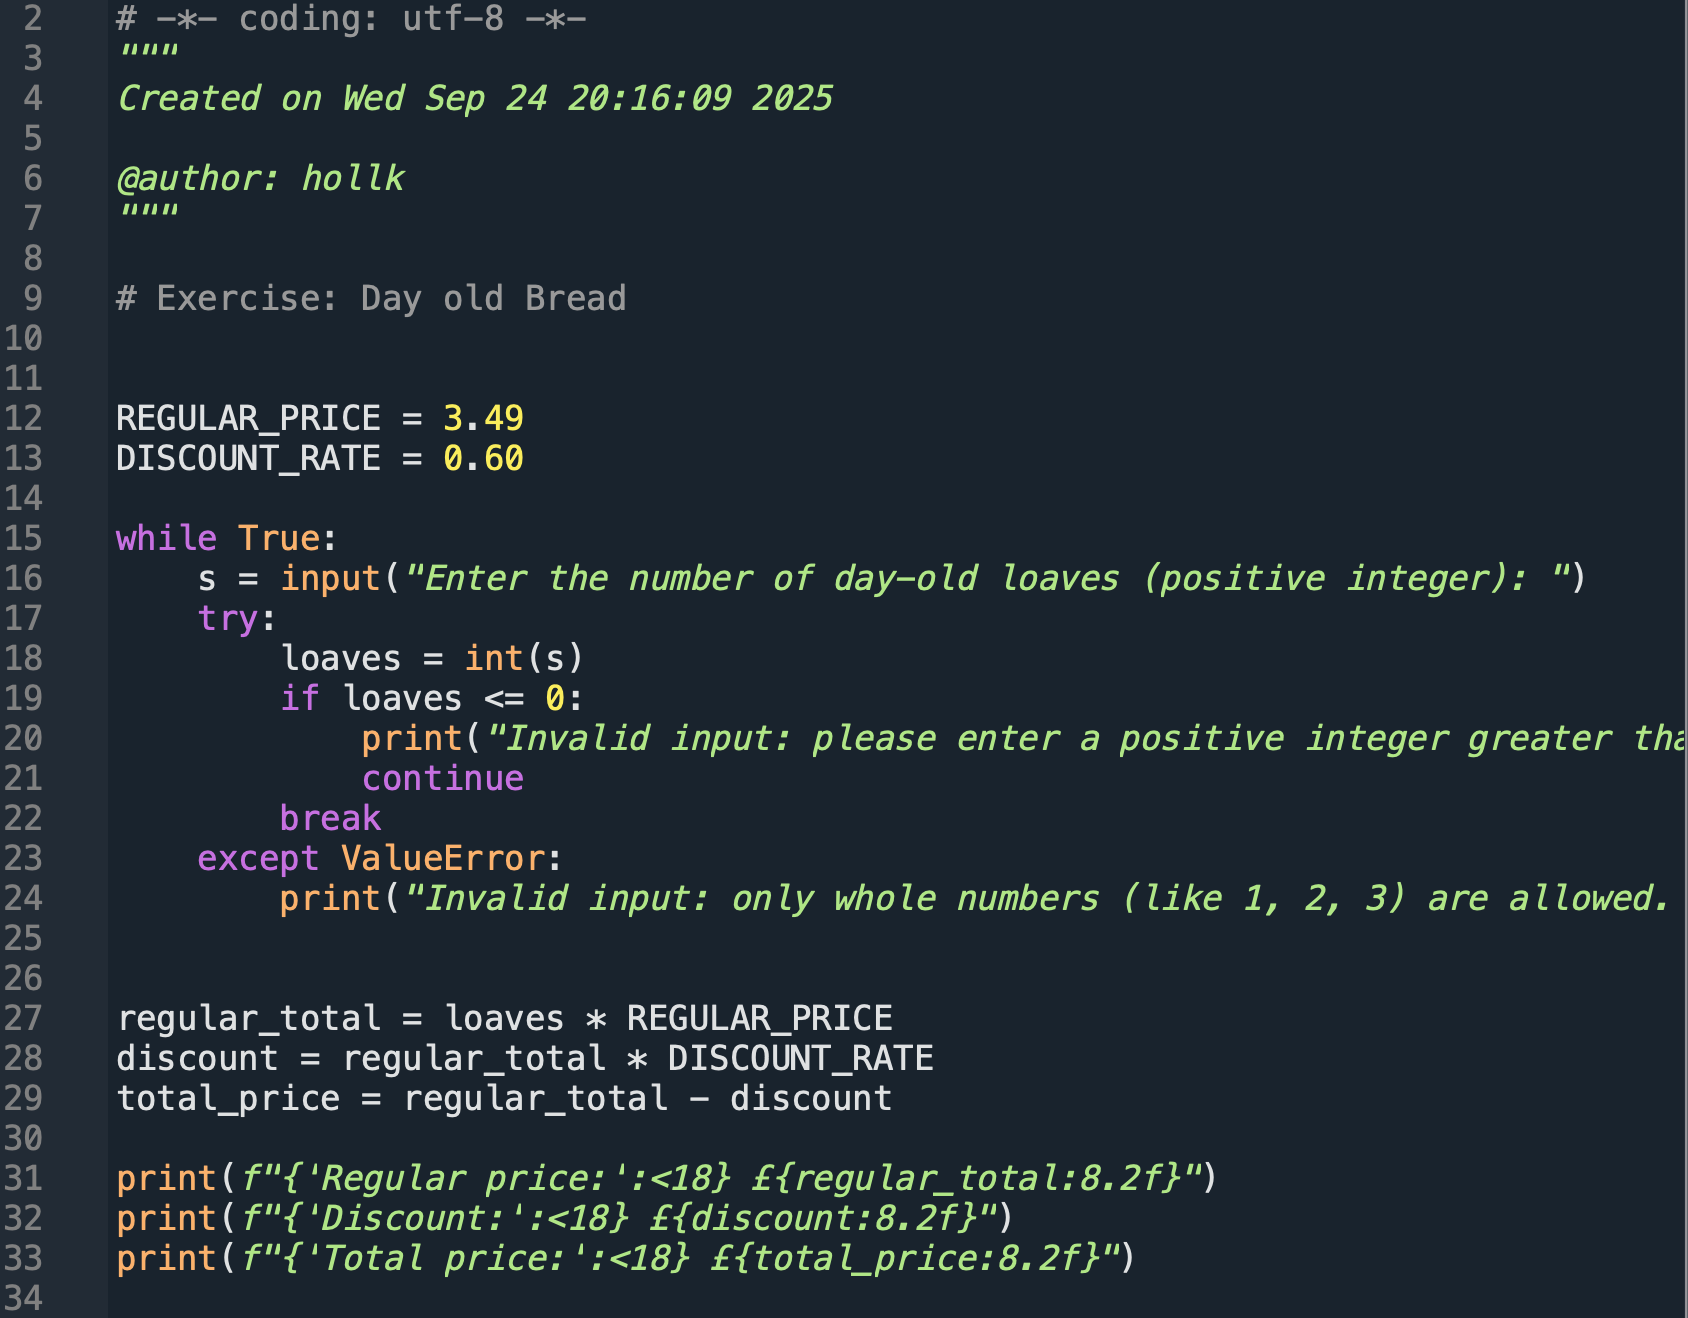 2 # -*- coding: utf-8 -*-
3 """
4 Created on Wed Sep 24 20:16:09 2025
5
6 @author: hollk
7 """
8
9 # Exercise: Day old Bread
10
11
12 REGULAR_PRICE = 3.49
13 DISCOUNT_RATE = 0.60
14
15 while True:
16     s = input("Enter the number of day-old loaves (positive integer): ")
17     try:
18         loaves = int(s)
19         if loaves <= 0:
20             print("Invalid input: please enter a positive integer greater
21             continue
22         break
23     except ValueError:
24         print("Invalid input: only whole numbers (like 1, 2, 3) are allowed.
25
26
27 regular_total = loaves * REGULAR_PRICE
28 discount = regular_total * DISCOUNT_RATE
29 total_price = regular_total - discount
30
31 print(f"{'Regular price:':<18} £{regular_total:8.2f}")
32 print(f"{'Discount:':<18} £{discount:8.2f}")
33 print(f"{'Total price:':<18} £{total_price:8.2f}")
34